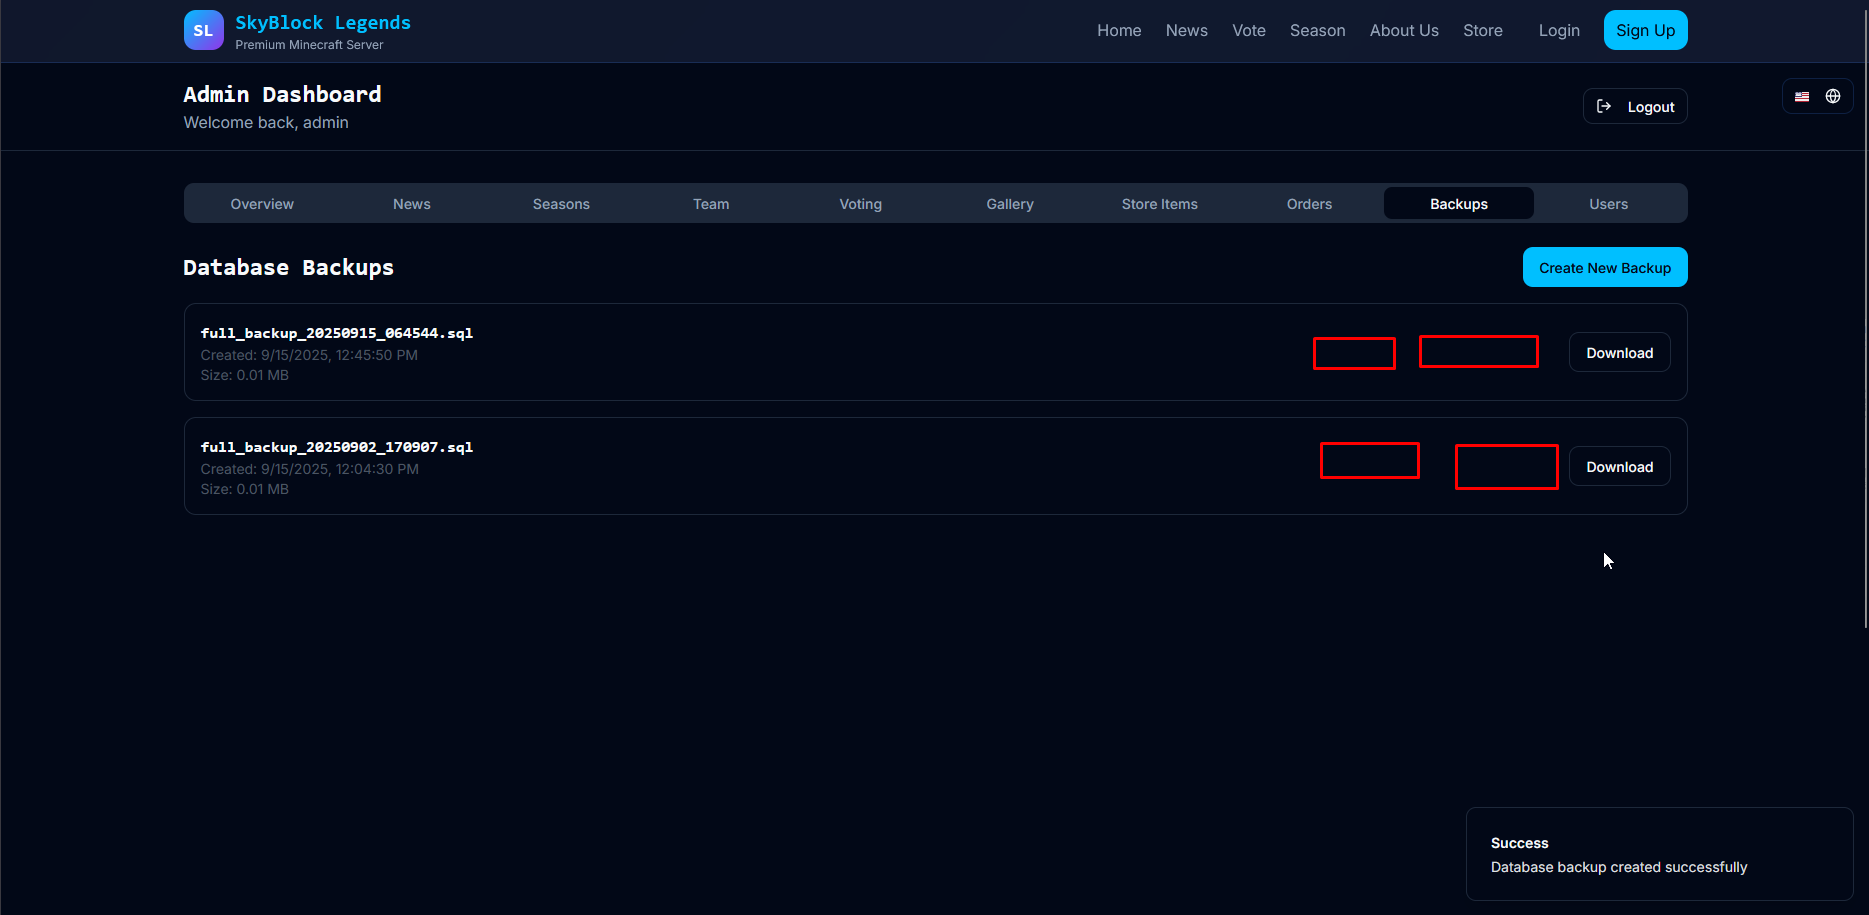 SL
SkyBlock Legends
Premium Minecraft Server
Home News Vote Season About Us Store Login Sign Up
Admin Dashboard
Welcome back, admin
Logout
Overview News Seasons Team Voting Gallery Store Items Orders Backups Users
Database Backups
Create New Backup
full_backup_20250915_064544.sql
Created: 9/15/2025, 12:45:50 PM
Size: 0.01 MB
Download
full_backup_20250902_170907.sql
Created: 9/15/2025, 12:04:30 PM
Size: 0.01 MB
Download
Success
Database backup created successfully